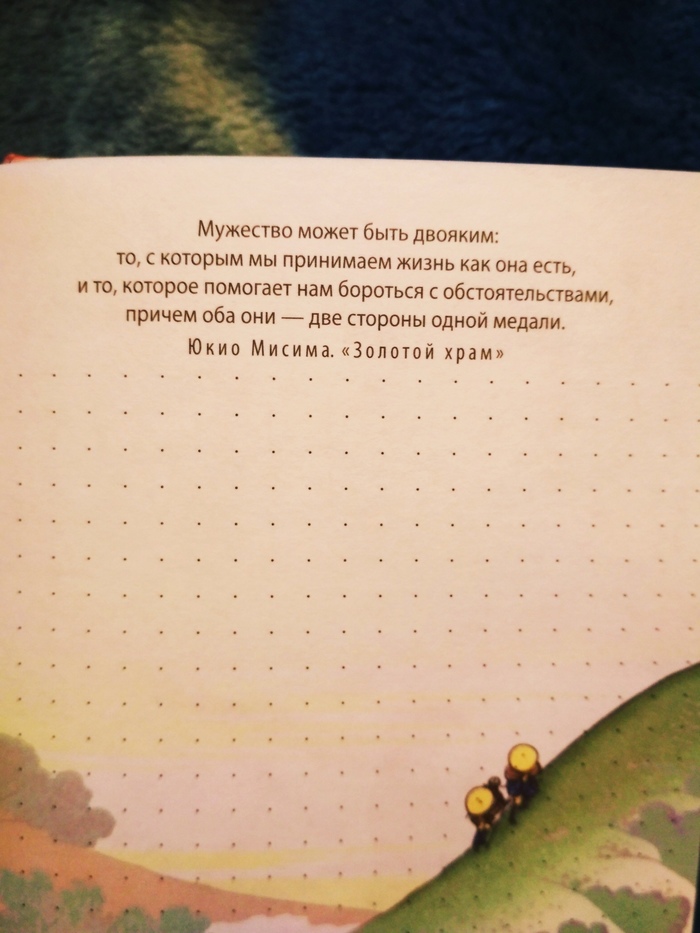 Мужество может быть двояким:
то, с которым мы принимаем жизнь как она есть,
и то, которое помогает нам бороться с обстоятельствами,
причем оба они — две стороны одной медали.
Юкио Мисима. «Золотой храм»